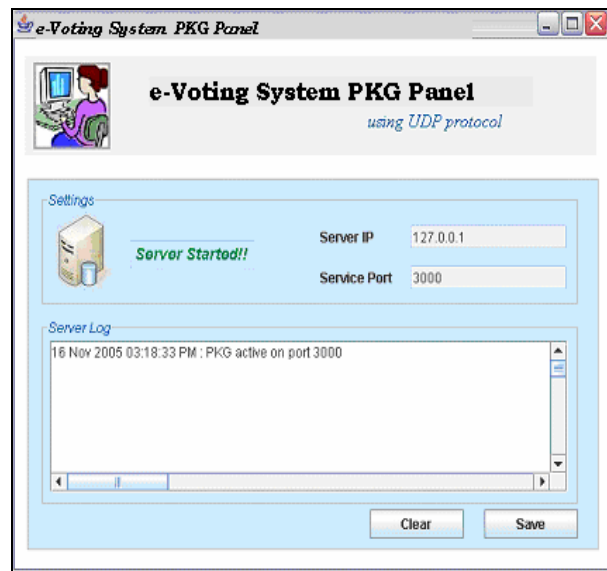 e-Voting System PKG Panel
e-Voting System PKG Panel
using UDP protocol
Settings
Server Started!!
Server IP 127.0.0.1
Service Port 3000
Server Log
16 Nov 2005 03:18:33 PM : PKG active on port 3000
Clear Save